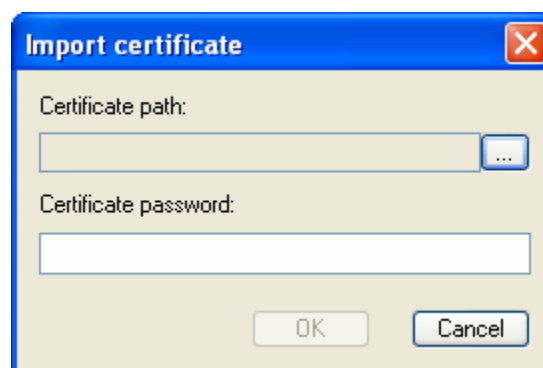 Import certificate
Certificate path:
...
Certificate password:
OK
Cancel